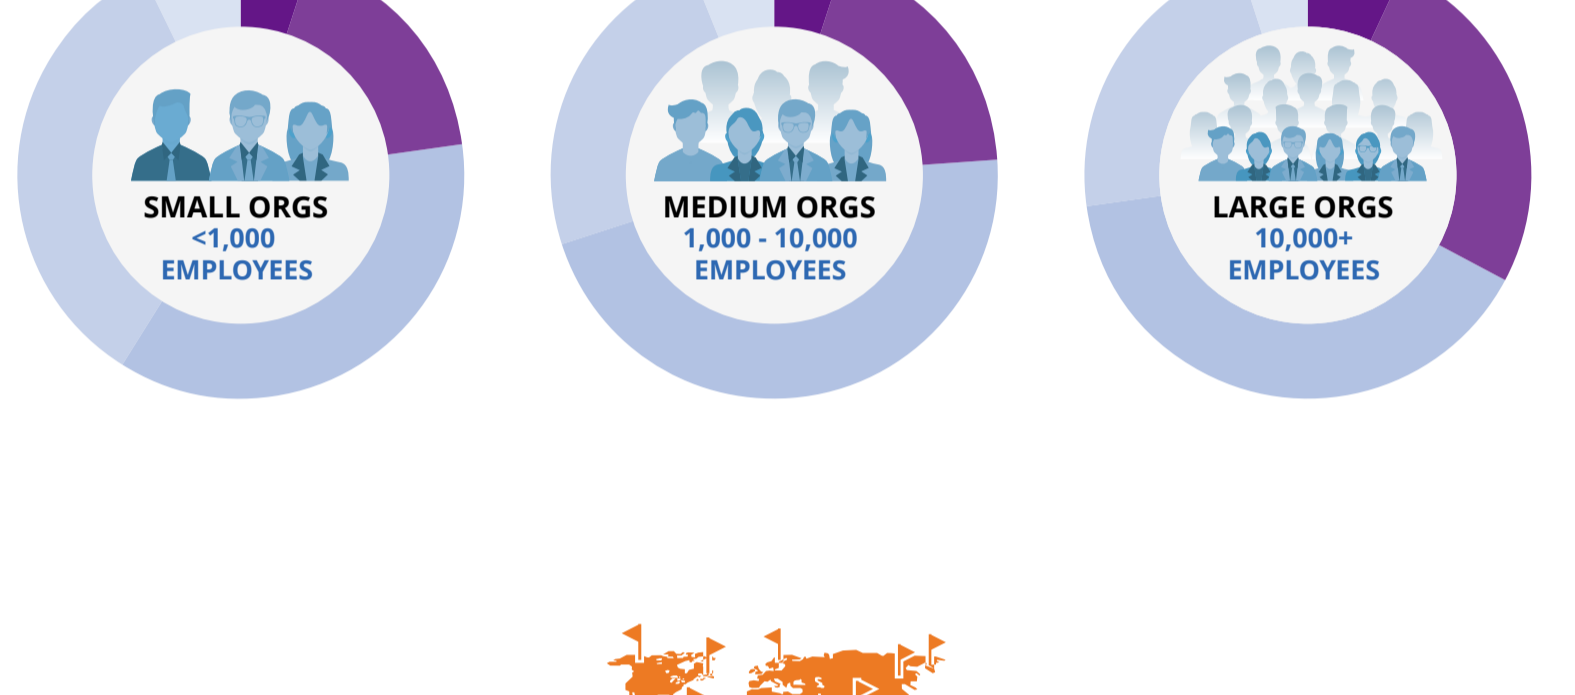 SMALL ORGS
<1,000
EMPLOYEES
MEDIUM ORGS
1,000 - 10,000
EMPLOYEES
LARGE ORGS
10,000+
EMPLOYEES